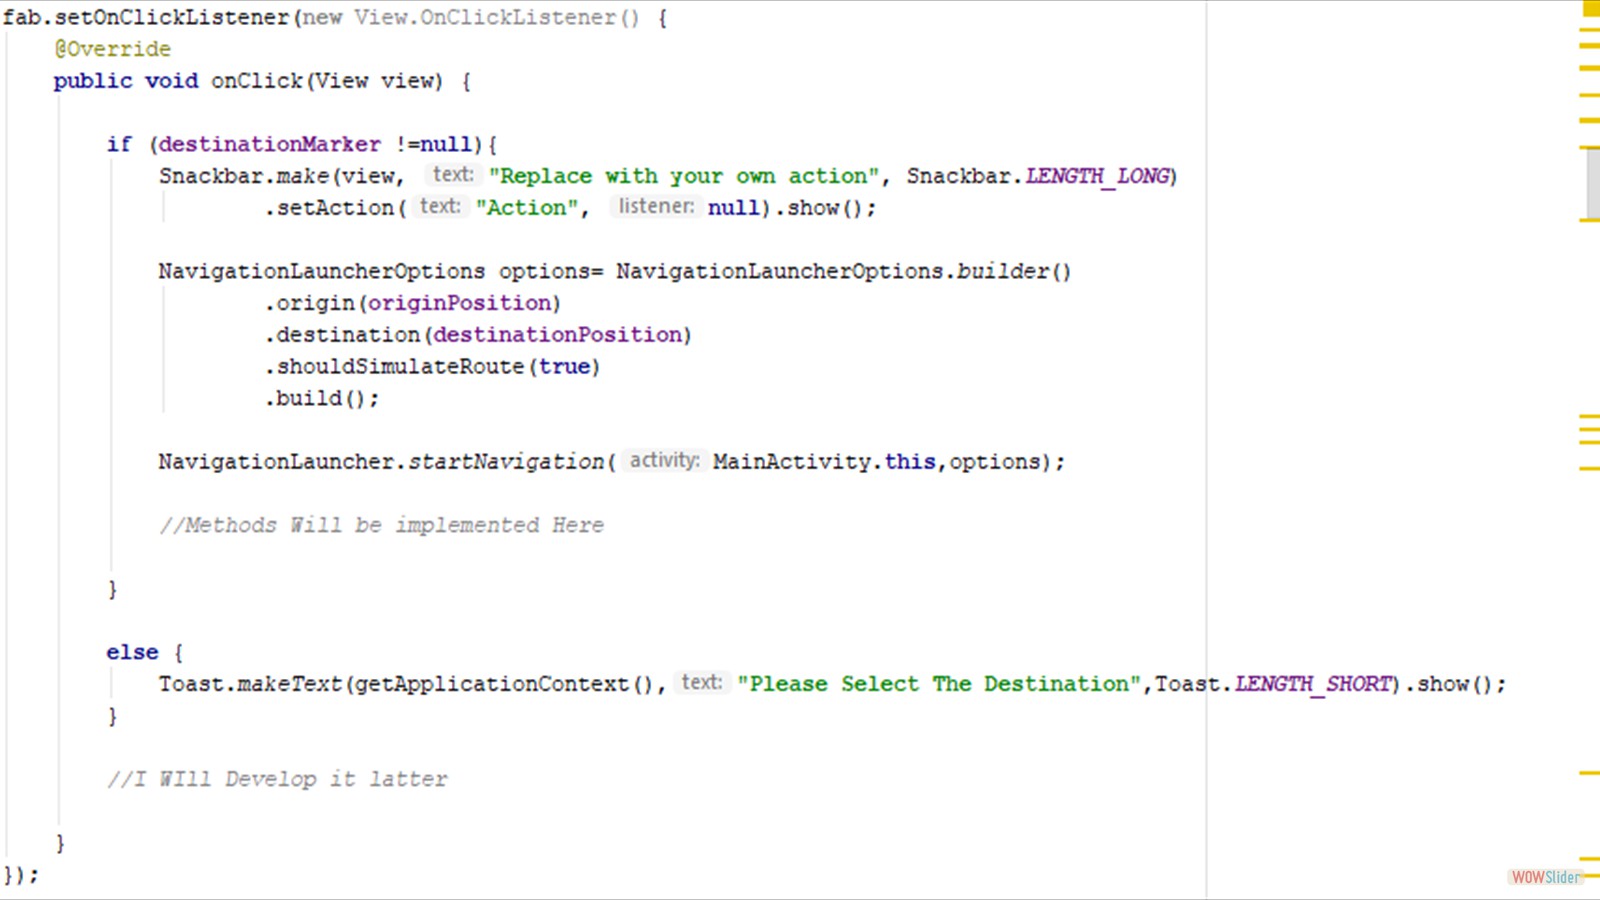 fab.setOnClickListener(new View.OnClickListener() {
@Override
public void onClick(View view) {
if (destinationMarker !=null){
Snackbar.make(view, text: "Replace with your own action", Snackbar.LENGTH_LONG)
.setAction( text: "Action", listener: null).show();
NavigationLauncherOptions options= NavigationLauncherOptions.builder()
.origin(originPosition)
.destination(destinationPosition)
.shouldSimulateRoute(true)
.build();
NavigationLauncher.startNavigation( activity: MainActivity.this,options);
//Methods Will be implemented Here
}
else {
Toast.makeText(getApplicationContext(), text: "Please Select The Destination",Toast.LENGTH_SHORT).show();
}
//I WIll Develop it latter
}
});
WOWSlider